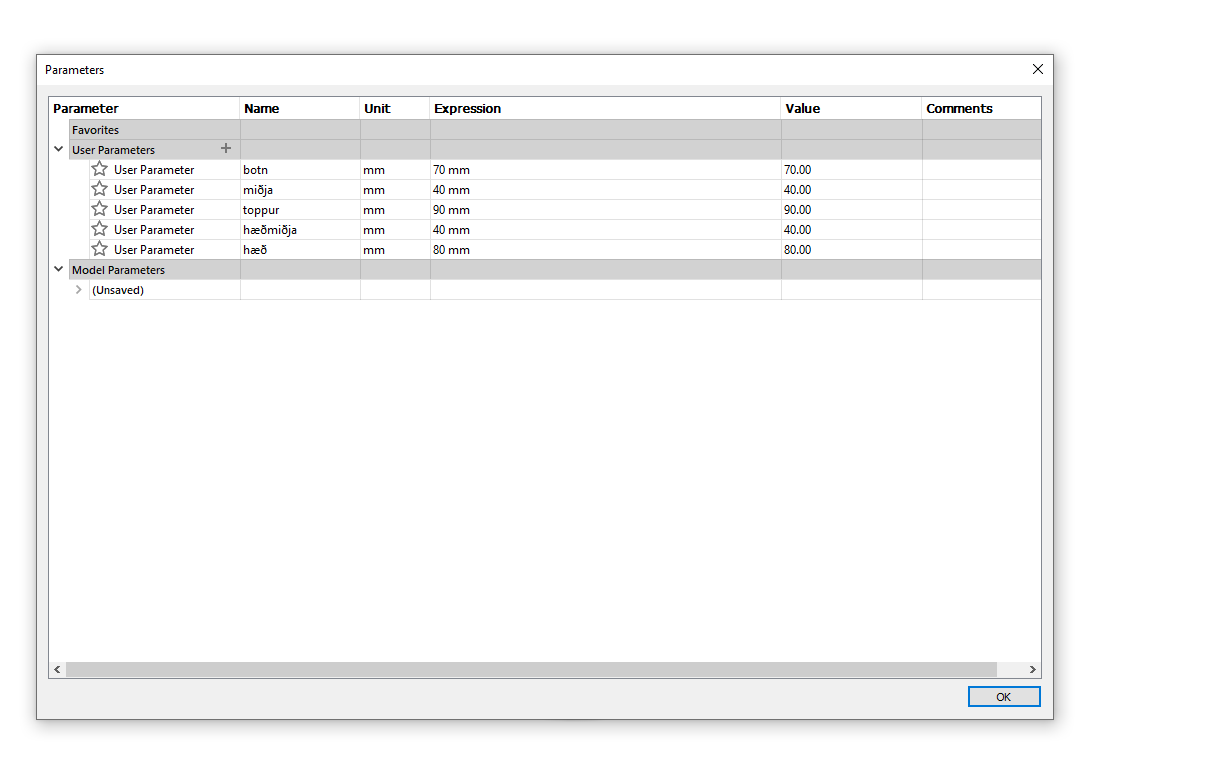 Parameters
Parameter Name Unit Expression Value Comments
Favorites
User Parameters
User Parameter botn mm 70 mm 70.00
User Parameter miðja mm 40 mm 40.00
User Parameter toppur mm 90 mm 90.00
User Parameter hæðmiðja mm 40 mm 40.00
User Parameter hæð mm 80 mm 80.00
Model Parameters
(Unsaved)
OK